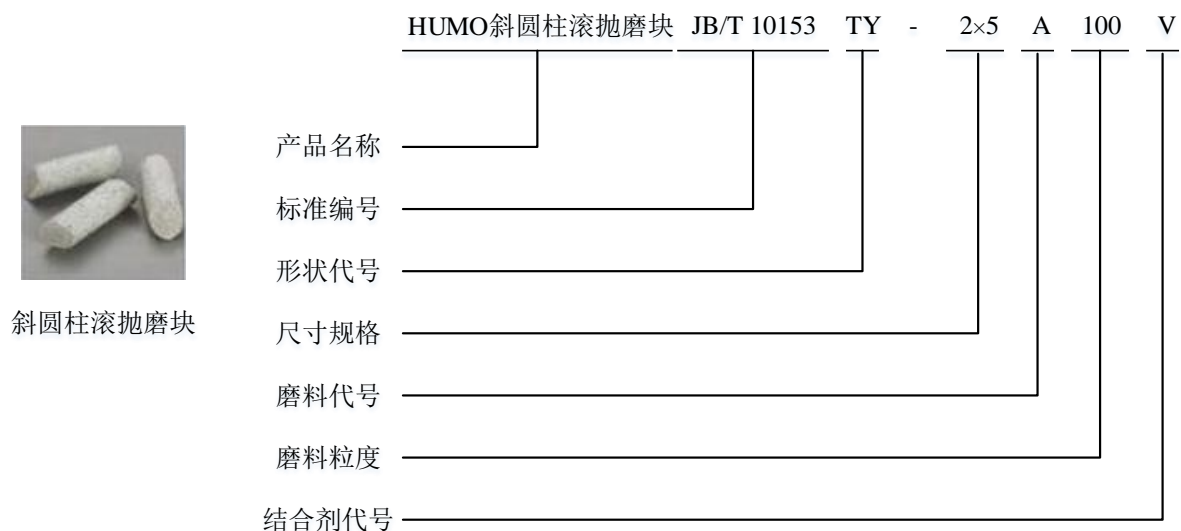 HUMO斜圆柱滚抛磨块 JB/T 10153 TY - 2×5 A 100 V
产品名称
标准编号
形状代号
斜圆柱滚抛磨块
尺寸规格
磨料代号
磨料粒度
结合剂代号